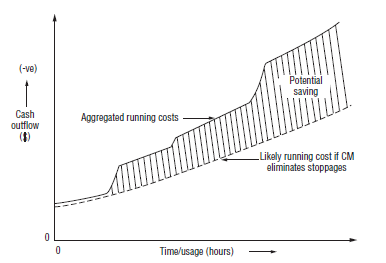 (-ve)
Cash
outflow
($)
Aggregated running costs
Potential
saving
Likely running cost if CM
eliminates stoppages
0
0
Time/usage (hours)